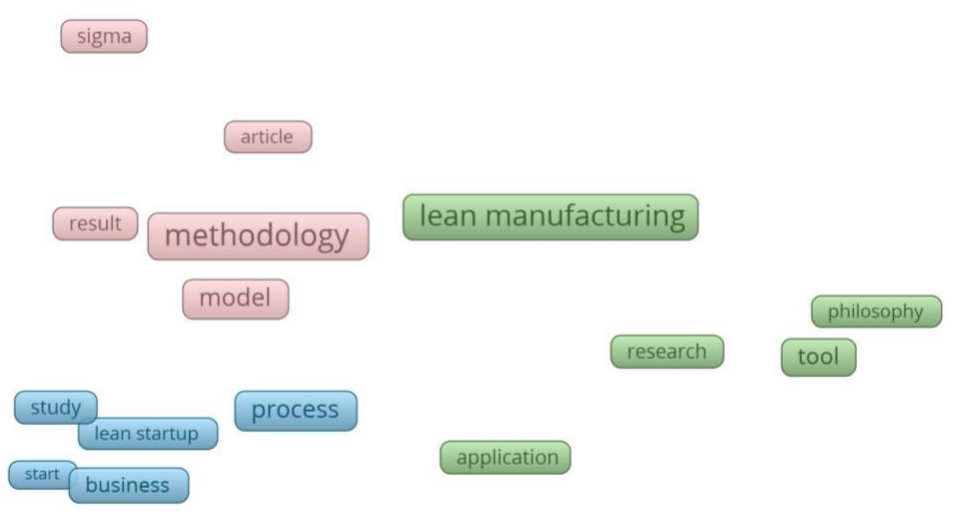 sigma
article
result
methodology
lean manufacturing
model
philosophy
research
tool
study
process
lean startup
application
start
business